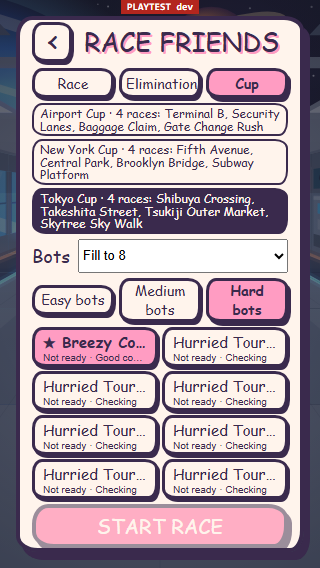 PLAYTEST dev
RACE FRIENDS
Race
Elimination
Cup
Airport Cup · 4 races: Terminal B, Security
Lanes, Baggage Claim, Gate Change Rush
New York Cup · 4 races: Fifth Avenue,
Central Park, Brooklyn Bridge, Subway
Platform
Tokyo Cup · 4 races: Shibuya Crossing,
Takeshita Street, Tsukiji Outer Market,
Skytree Sky Walk
Bots
Fill to 8
Easy bots
Medium
bots
Hard
bots
★ Breezy Co...
Not ready · Good co...
Hurried Tour...
Not ready · Checking
Hurried Tour...
Not ready · Checking
Hurried Tour...
Not ready · Checking
Hurried Tour...
Not ready · Checking
Hurried Tour...
Not ready · Checking
Hurried Tour...
Not ready · Checking
Hurried Tour...
Not ready · Checking
START RACE